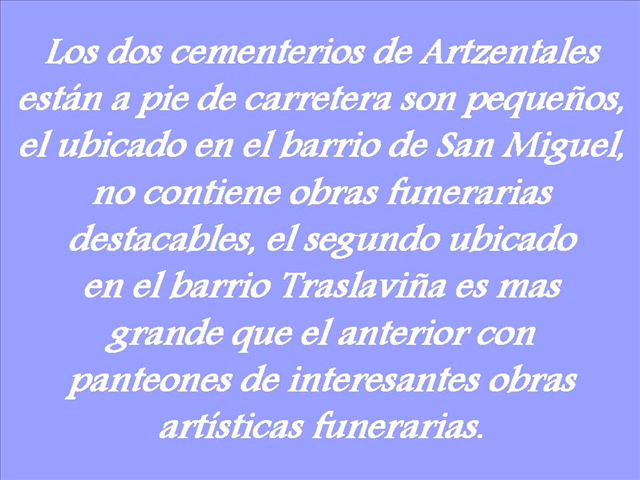 Los dos cementerios de Artzentales
están a pie de carretera son pequeños,
el ubicado en el barrio de San Miguel,
no contiene obras funerarias
destacables, el segundo ubicado
en el barrio Traslaviña es mas
grande que el anterior con
panteones de interesantes obras
artísticas funerarias.